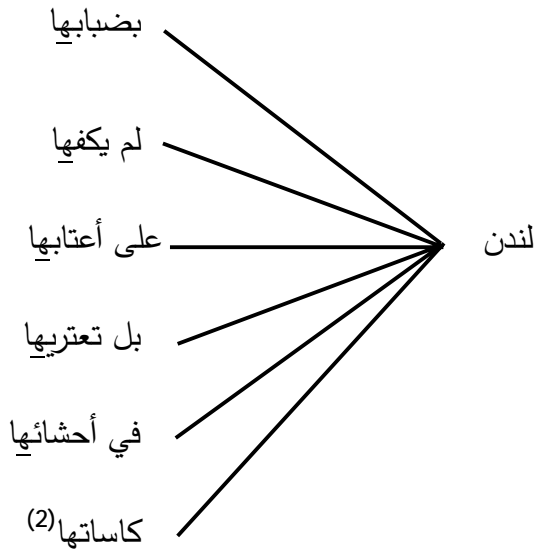 بضبابها
لم يكفها
على أعتابها
لندن
بل تعتريها
في أحشائها
كاساتها(2)